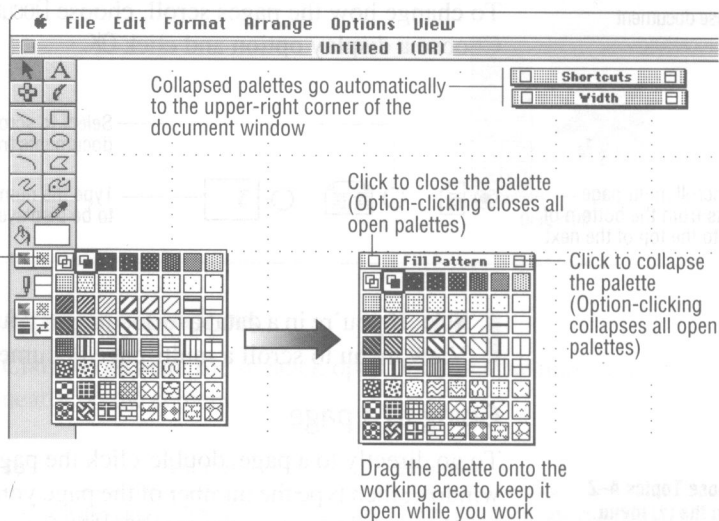 File Edit Format Arrange Options View
Untitled 1 (DR)
A
Collapsed palettes go automatically
to the upper-right corner of the
document window
Shortcuts
Width
Click to close the palette
(Option-clicking closes all
open palettes)
Fill Pattern
Click to collapse
the palette
(Option-clicking
collapses all open
palettes)
Drag the palette onto the
working area to keep it
open while you work